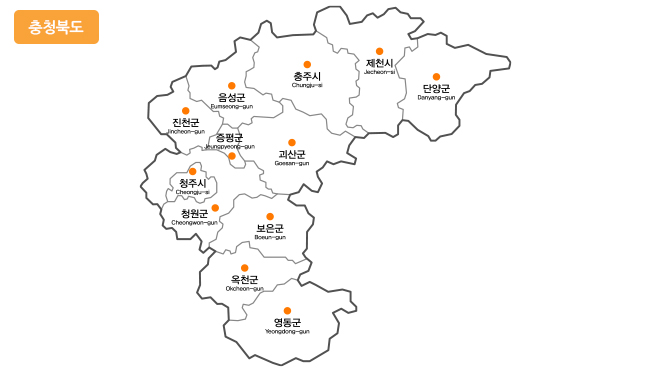 충청북도
제천시
Jecheon-si
충주시
Chungju-si
단양군
Danyang-gun
음성군
Eumseong-gun
진천군
Jincheon-gun
증평군
Jeungpyeong-gun
괴산군
Goesan-gun
청주시
Cheongju-si
청원군
Cheongwon-gun
보은군
Boeun-gun
옥천군
Okcheon-gun
영동군
Yeongdong-gun